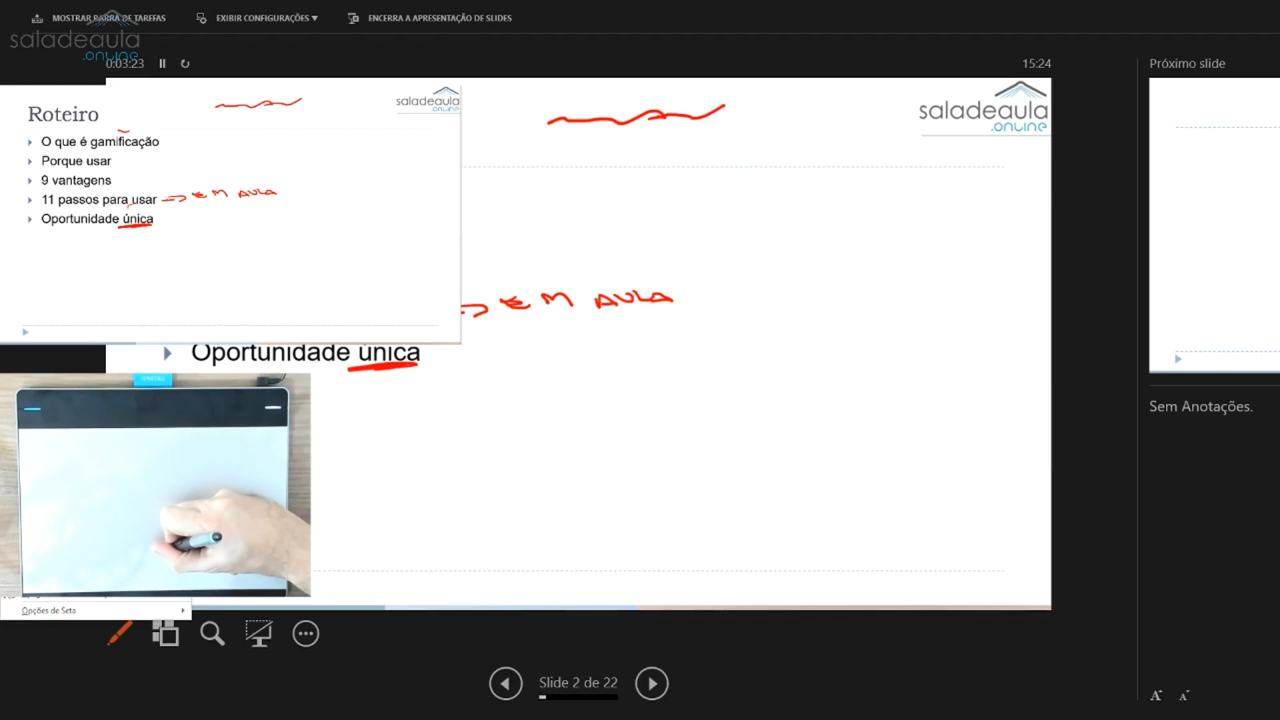 MOSTRAR BARRA DE TAREFAS
EXIBIR CONFIGURAÇÕES ▼
ENCERRA A APRESENTAÇÃO DE SLIDES
saladeaula
.online
0:03:23
15:24
Próximo slide
Roteiro
saladeaula
.online
O que é gamificação
Porque usar
9 vantagens
11 passos para usar → EM AULA
Oportunidade única
saladeaula
.online
EM AULA
Oportunidade única
Sem Anotações.
Opções de Seta
Slide 2 de 22
A A